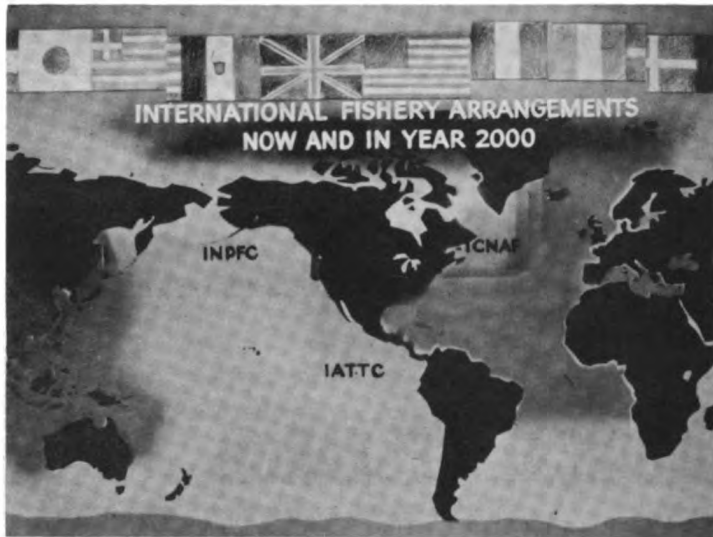 INTERNATIONAL FISHERY ARRANGEMENTS
NOW AND IN YEAR 2000
INPFC
ICNAF
IATTC